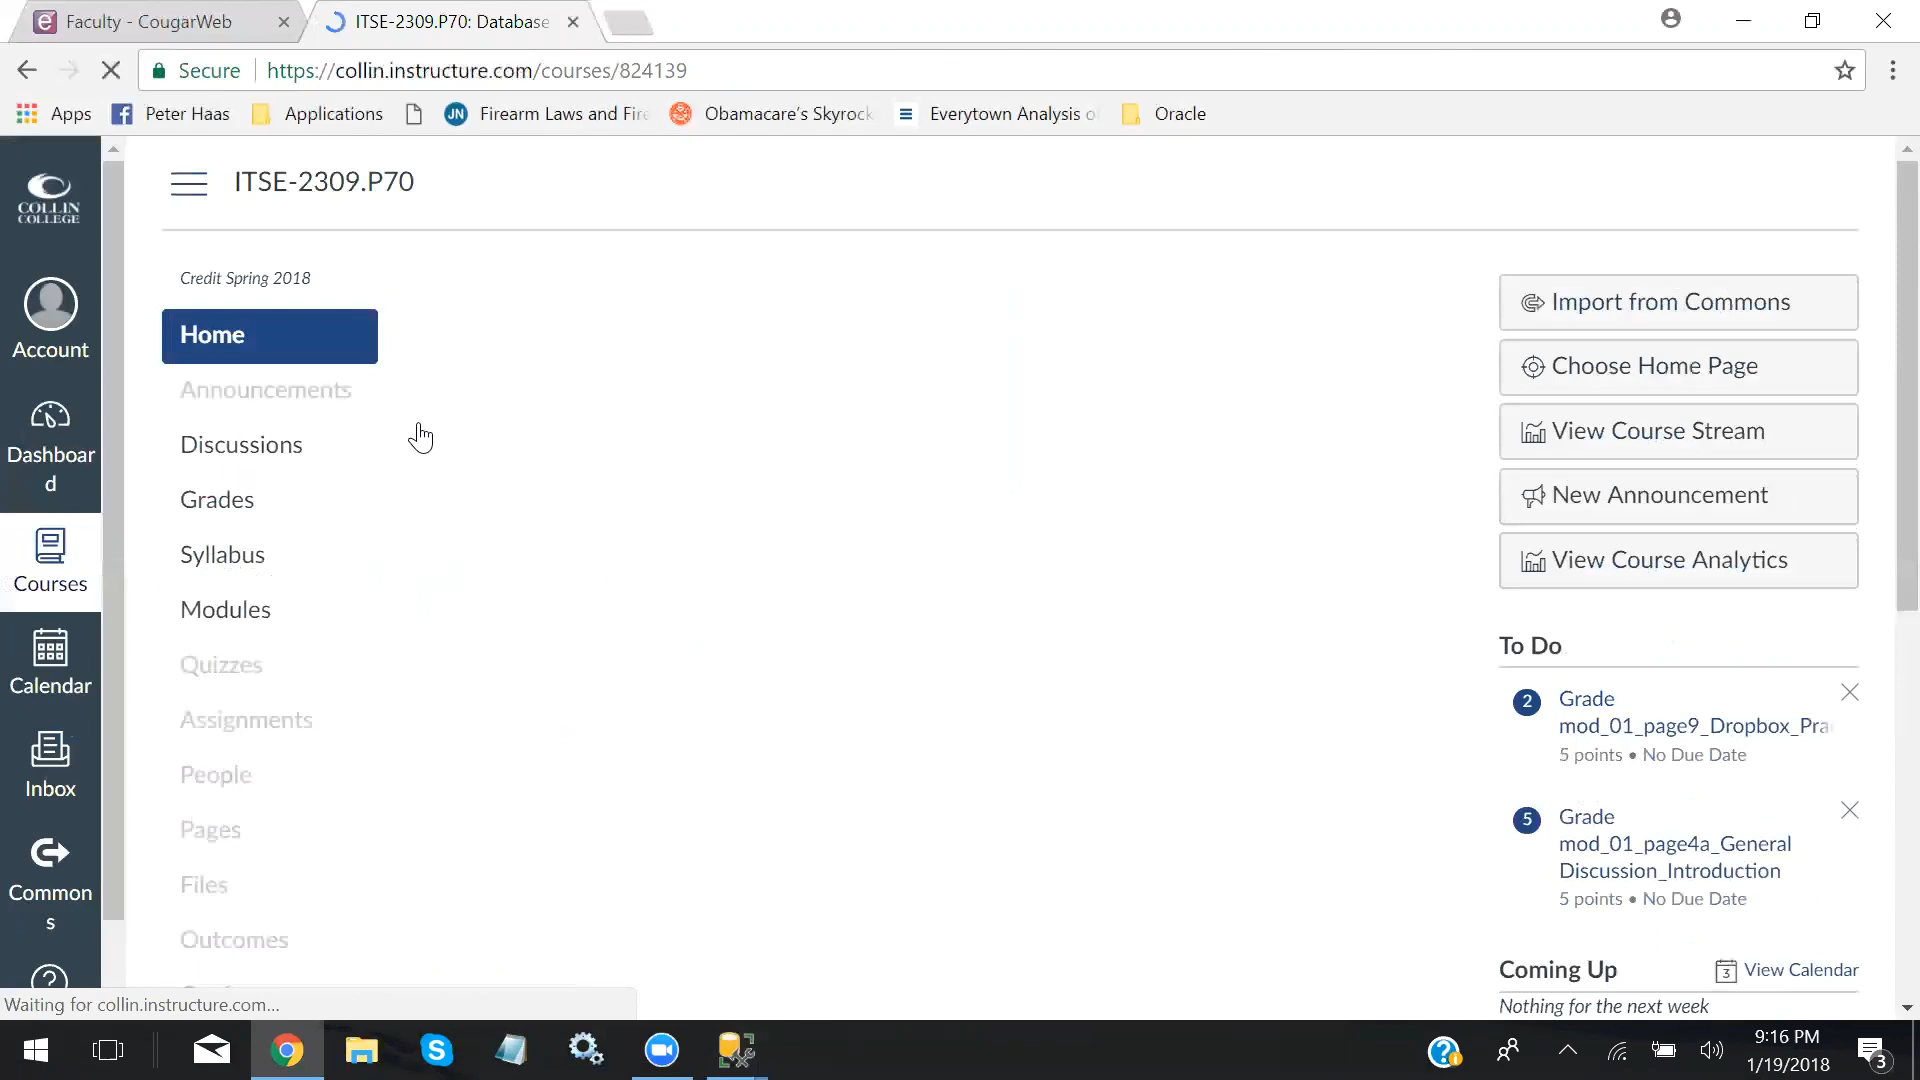 Faculty - CougarWeb
ITSE-2309.P70: Database
Secure
https://collin.instructure.com/courses/824139
Apps
Peter Haas
Applications
JN
Firearm Laws and Fire
Obamacare's Skyrock
Everytown Analysis o
Oracle
COLLIN
COLLEGE
Account
Dashboar
d
Courses
Calendar
Inbox
Common
s
ITSE-2309.P70
Credit Spring 2018
Home
Announcements
Discussions
Grades
Syllabus
Modules
Quizzes
Assignments
People
Pages
Files
Outcomes
Import from Commons
Choose Home Page
View Course Stream
New Announcement
View Course Analytics
To Do
2
Grade
mod_01_page9_Dropbox_Pra
5 points • No Due Date
5
Grade
mod_01_page4a_General
Discussion_Introduction
5 points • No Due Date
Coming Up
3 View Calendar
Nothing for the next week
Waiting for collin.instructure.com...
9:16 PM
1/19/2018
3